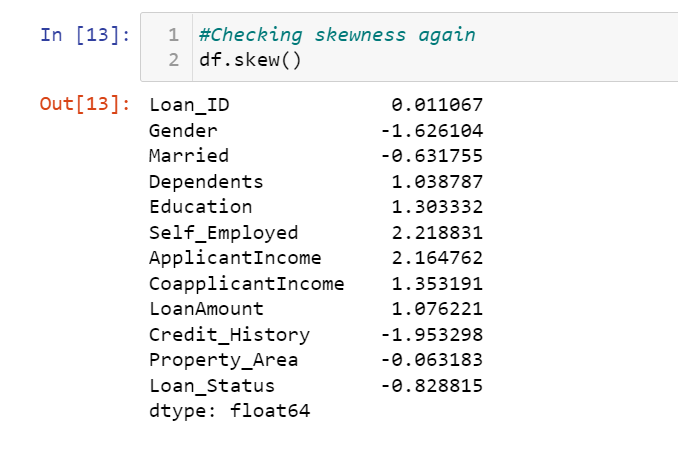 In [13]: 1 #Checking skewness again
2 df.skew()
Out[13]: Loan_ID 0.011067
Gender -1.626104
Married -0.631755
Dependents 1.038787
Education 1.303332
Self_Employed 2.218831
ApplicantIncome 2.164762
CoapplicantIncome 1.353191
LoanAmount 1.076221
Credit_History -1.953298
Property_Area -0.063183
Loan_Status -0.828815
dtype: float64